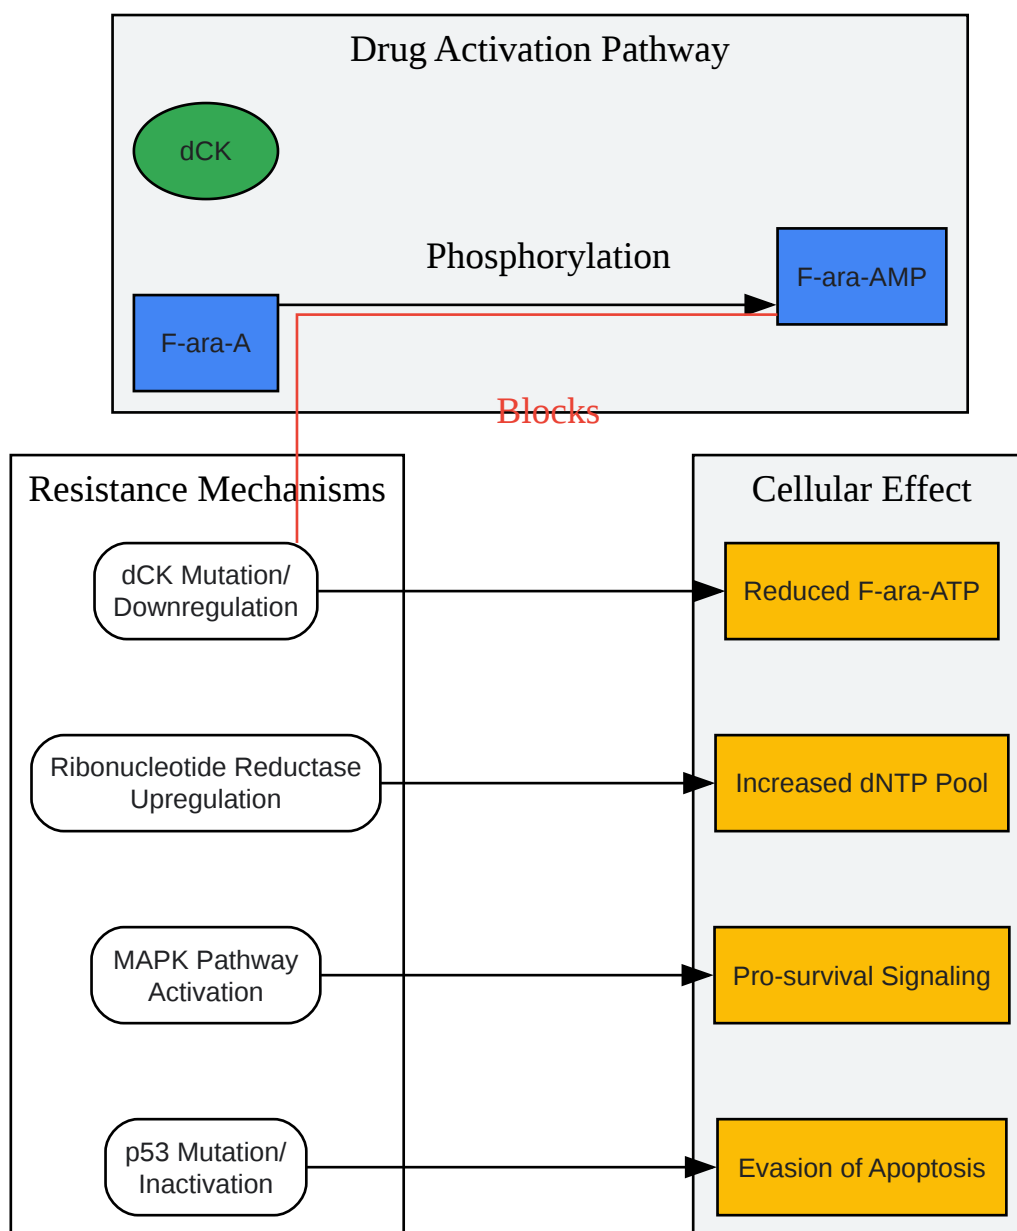 Drug Activation Pathway
dCK
Phosphorylation
F-ara-AMP
F-ara-A
Blocks
Resistance Mechanisms
Cellular Effect
dCK Mutation/
Downregulation
Reduced F-ara-ATP
Ribonucleotide Reductase
Upregulation
Increased dNTP Pool
MAPK Pathway
Activation
Pro-survival Signaling
p53 Mutation/
Inactivation
Evasion of Apoptosis